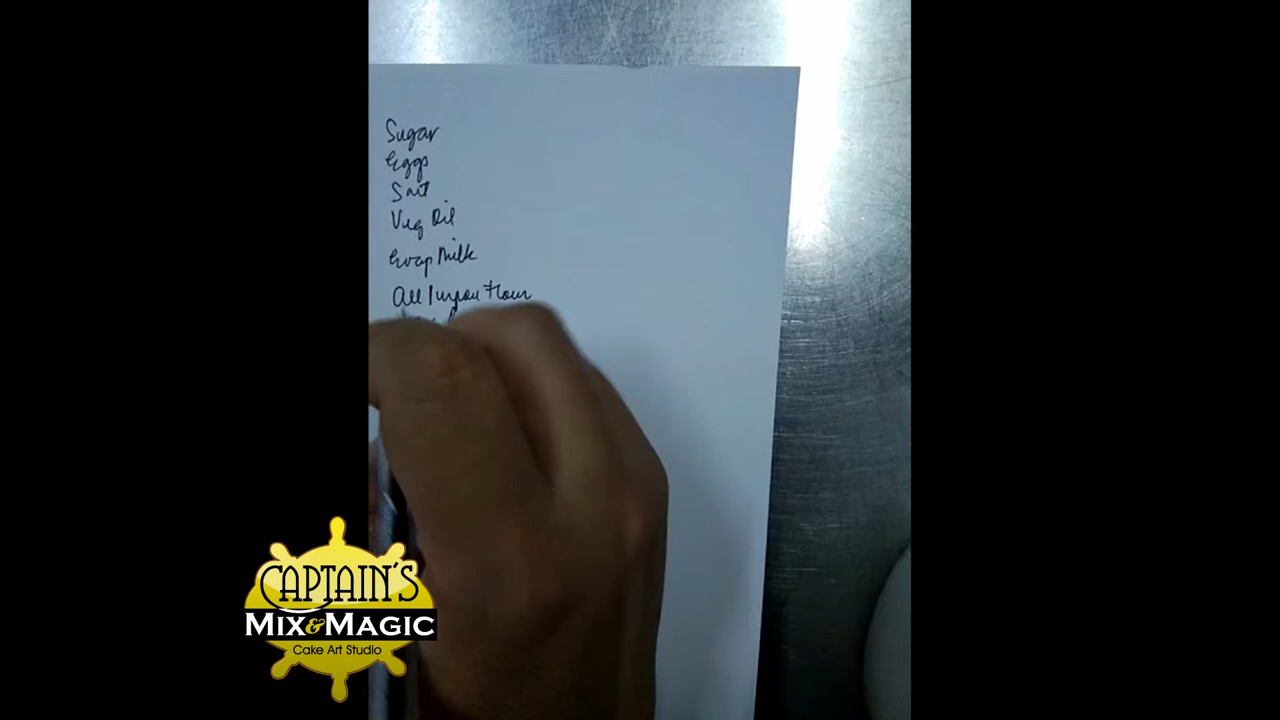 Sugar
Eggs
Salt
Veg Oil
Evap Milk
All Purpose Flour
CAPTAIN'S
MIX & MAGIC
Cake Art Studio